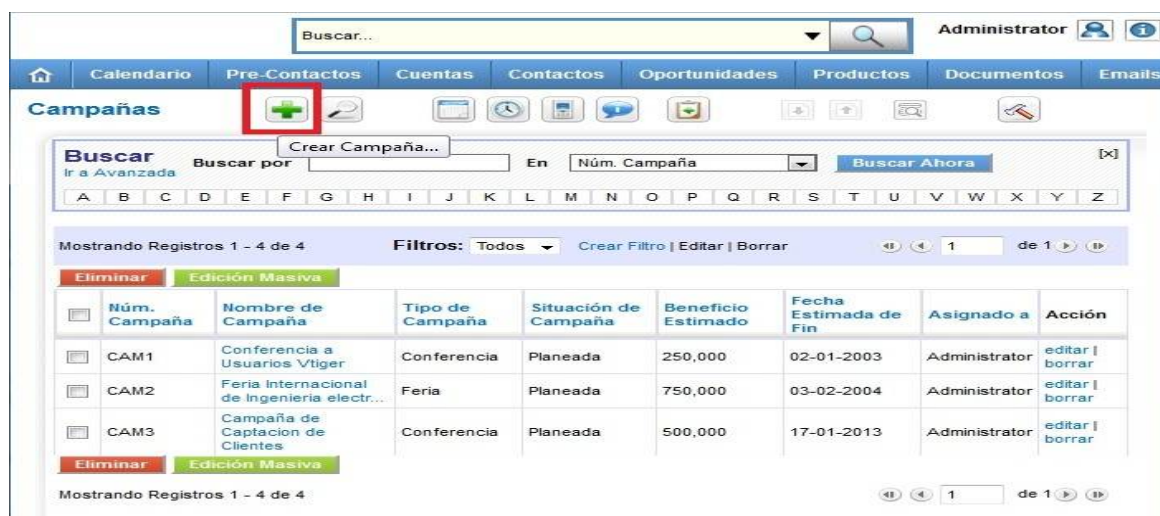 Buscar...
Administrator
Calendario Pre-Contactos Cuentas Contactos Oportunidades Productos Documentos Emails
Campañas
Crear Campaña...
Buscar Buscar por En Núm. Campaña Buscar Ahora [x]
Ir a Avanzada
A B C D E F G H I J K L M N O P Q R S T U V W X Y Z
Mostrando Registros 1 - 4 de 4 Filtros: Todos Crear Filtro | Editar | Borrar 1 de 1
Eliminar Edición Masiva
Núm. Campaña Nombre de Campaña Tipo de Campaña Situación de Campaña Beneficio Estimado Fecha Estimada de Fin Asignado a Acción
CAM1 Conferencia a Usuarios Vtiger Conferencia Planeada 250,000 02-01-2003 Administrator editar | borrar
CAM2 Feria Internacional de Ingenieria electr... Feria Planeada 750,000 03-02-2004 Administrator editar | borrar
CAM3 Campaña de Captacion de Clientes Conferencia Planeada 500,000 17-01-2013 Administrator editar | borrar
Eliminar Edición Masiva
Mostrando Registros 1 - 4 de 4 1 de 1